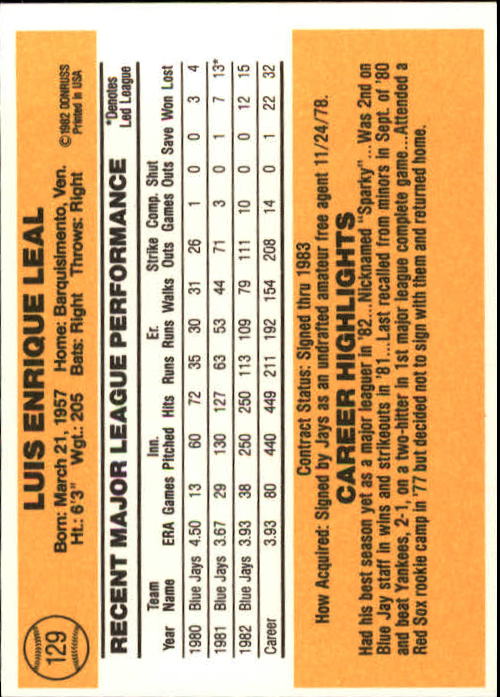 129
LUIS ENRIQUE LEAL
Born: March 21, 1957 Home: Barquisimento, Ven.
Ht.: 6'3" Wgt.: 205 Bats: Right Throws: Right
©1982 DONRUSS
Printed in USA
RECENT MAJOR LEAGUE PERFORMANCE
*Denotes
Led League
Team Inn. Er. Strike Comp. Shut
Year Name ERA Games Pitched Hits Runs Runs Walks Outs Games Outs Save Won Lost
1980 Blue Jays 4.50 13 60 72 35 30 31 26 1 0 0 3 4
1981 Blue Jays 3.67 29 130 127 63 53 44 71 3 0 1 7 13*
1982 Blue Jays 3.93 38 250 250 113 109 79 111 10 0 0 12 15
Career 3.93 80 440 449 211 192 154 208 14 0 1 22 32
Contract Status: Signed thru 1983
How Acquired: Signed by Jays as an undrafted amateur free agent 11/24/78.
CAREER HIGHLIGHTS
Had his best season yet as a major leaguer in '82...Nicknamed "Sparky"...Was 2nd on
Blue Jay staff in wins and strikeouts in '81...Last recalled from minors in Sept. of '80
and beat Yankees, 2-1, on a two-hitter in 1st major league complete game...Attended a
Red Sox rookie camp in '77 but decided not to sign with them and returned home.